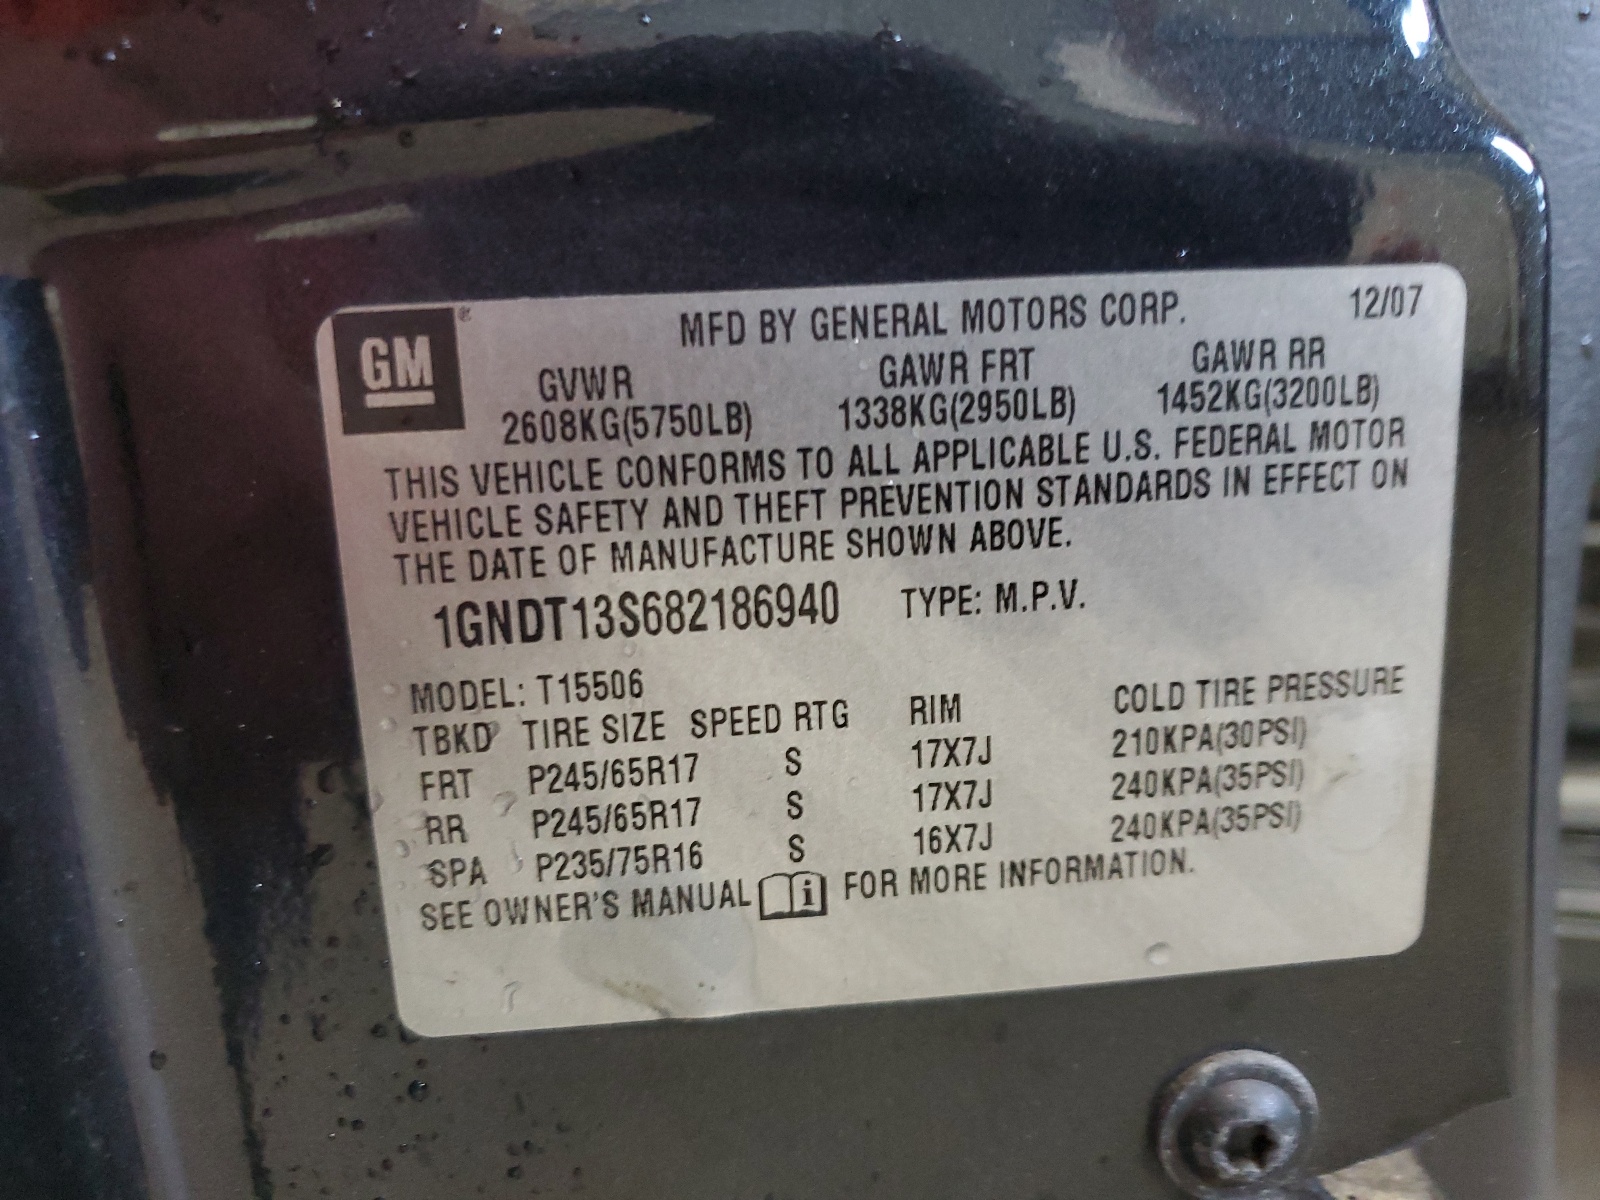 GM ® MFD BY GENERAL MOTORS CORP. 12/07
GVWR GAWR FRT GAWR RR
2608KG(5750LB) 1338KG(2950LB) 1452KG(3200LB)
THIS VEHICLE CONFORMS TO ALL APPLICABLE U.S. FEDERAL MOTOR
VEHICLE SAFETY AND THEFT PREVENTION STANDARDS IN EFFECT ON
THE DATE OF MANUFACTURE SHOWN ABOVE.
1GNDT13S682186940 TYPE: M.P.V.
MODEL: T15506
TBKD TIRE SIZE SPEED RTG RIM COLD TIRE PRESSURE
FRT P245/65R17 S 17X7J 210KPA(30PSI)
RR P245/65R17 S 17X7J 240KPA(35PSI)
SPA P235/75R16 S 16X7J 240KPA(35PSI)
SEE OWNER'S MANUAL i FOR MORE INFORMATION.